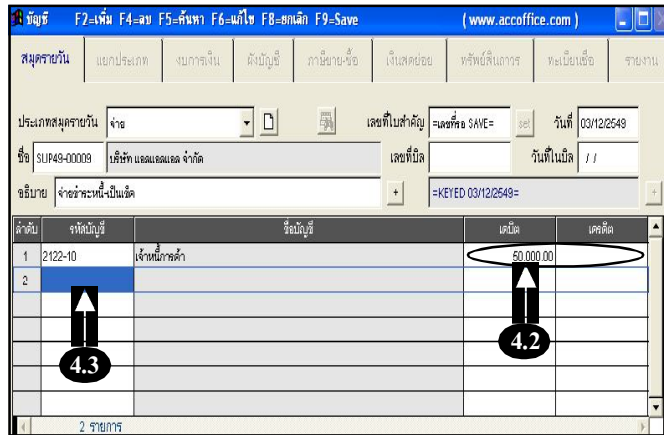 บัญชี F2=เพิ่ม F4=ลบ F5=ค้นหา F6=แก้ไข F8=ยกเลิก F9=Save ( www.accoffice.com )
สมุดรายวัน แยกประเภท งบการเงิน ผังบัญชี ภาษีขาย-ซื้อ เงินสดย่อย ทรัพย์สินถาวร ทะเบียนชื่อ รายงาน
ประเภทสมุดรายวัน จ่าย เลขที่ใบสำคัญ =เลขที่รอ SAVE= set วันที่ 03/12/2549
ชื่อ SUP49-00009 บริษัท แอลแอลแอล จำกัด เลขที่บิล วันที่ในบิล / /
อธิบาย จ่ายชำระหนี้-เป็นเช็ค + =KEYED 03/12/2549= +
ลำดับ รหัสบัญชี ชื่อบัญชี เดบิต เครดิต
1 2122-10 เจ้าหนี้การค้า 50,000.00
2
4.3 4.2
2 รายการ